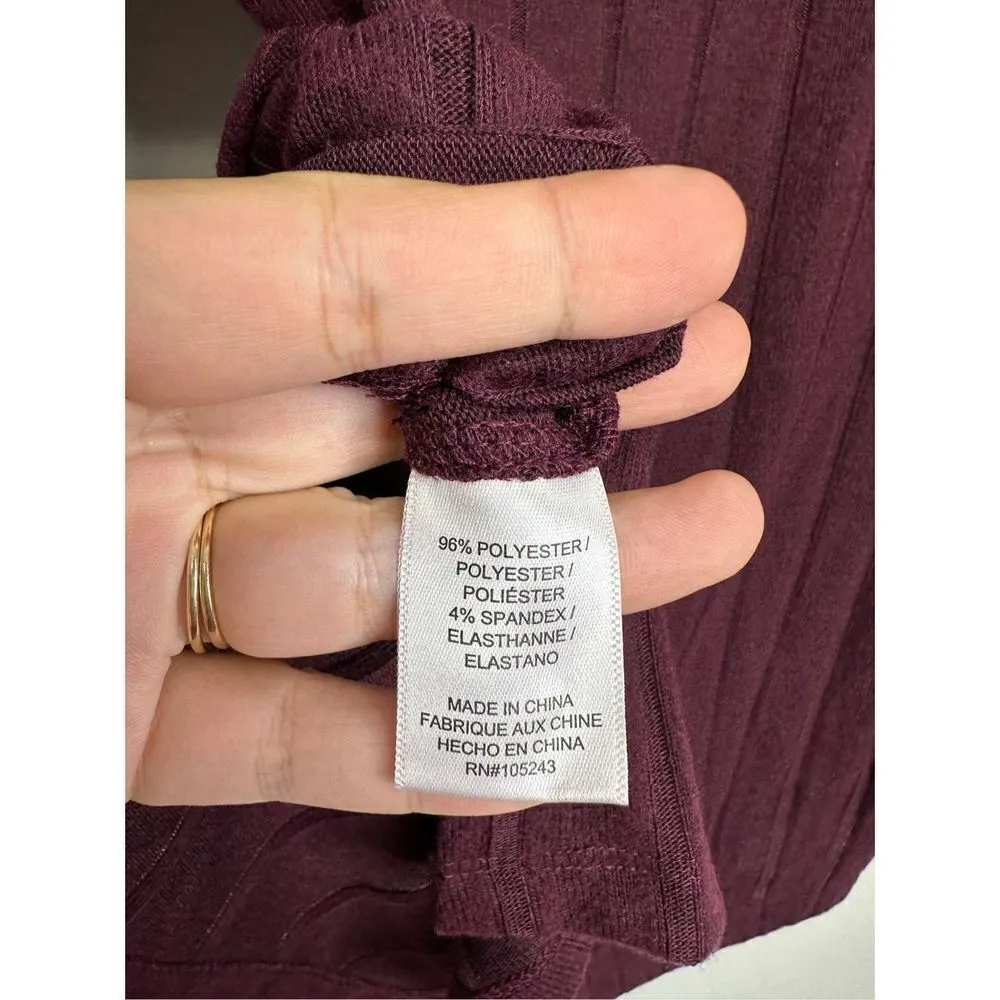 96% POLYESTER /
POLYESTER /
POLIÉSTER
4% SPANDEX /
ELASTHANNE /
ELASTANO
MADE IN CHINA
FABRIQUE AUX CHINE
HECHO EN CHINA
RN#105243